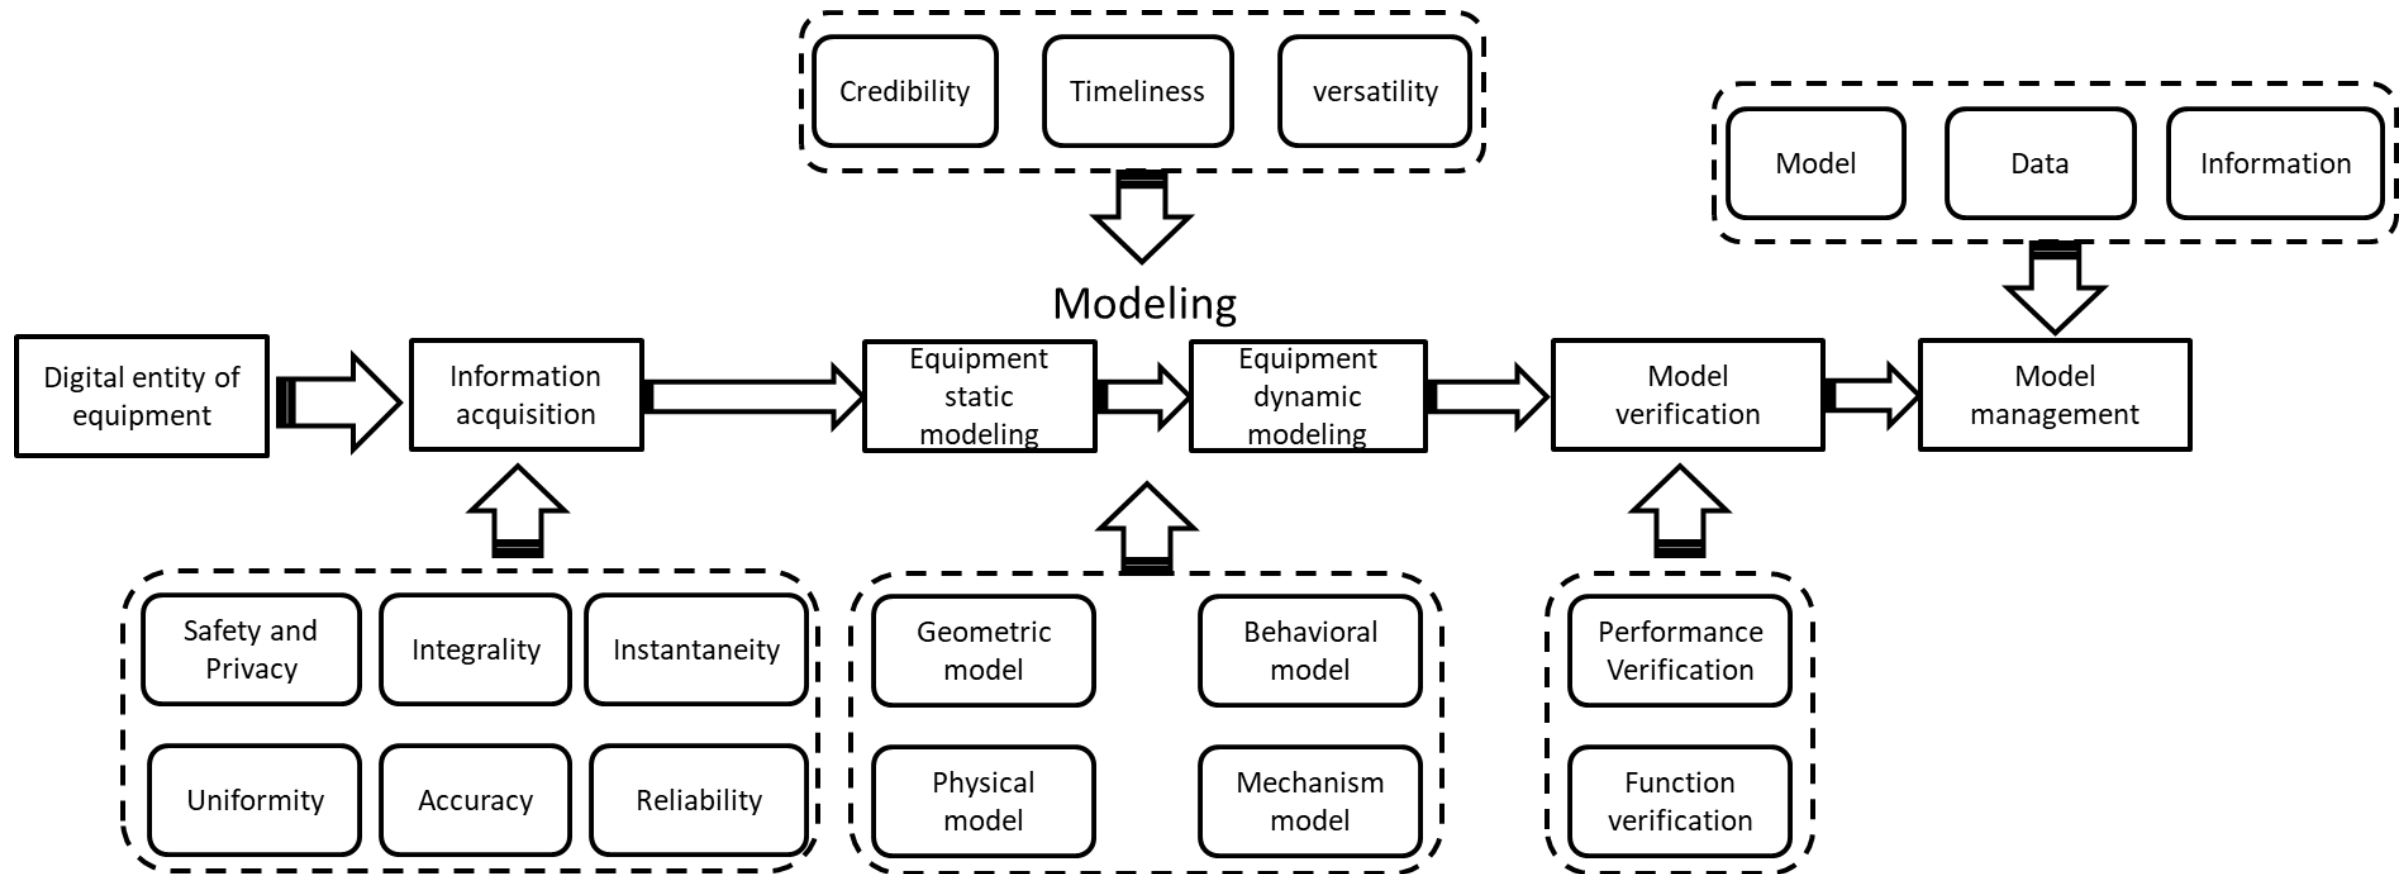 Credibility
Timeliness
versatility
Model
Data
Information
Modeling
Digital entity of
equipment
Information
acquisition
Equipment
static
modeling
Equipment
dynamic
modeling
Model
verification
Model
management
Safety and
Privacy
Integrality
Instantaneity
Uniformity
Accuracy
Reliability
Geometric
model
Behavioral
model
Physical
model
Mechanism
model
Performance
Verification
Function
verification